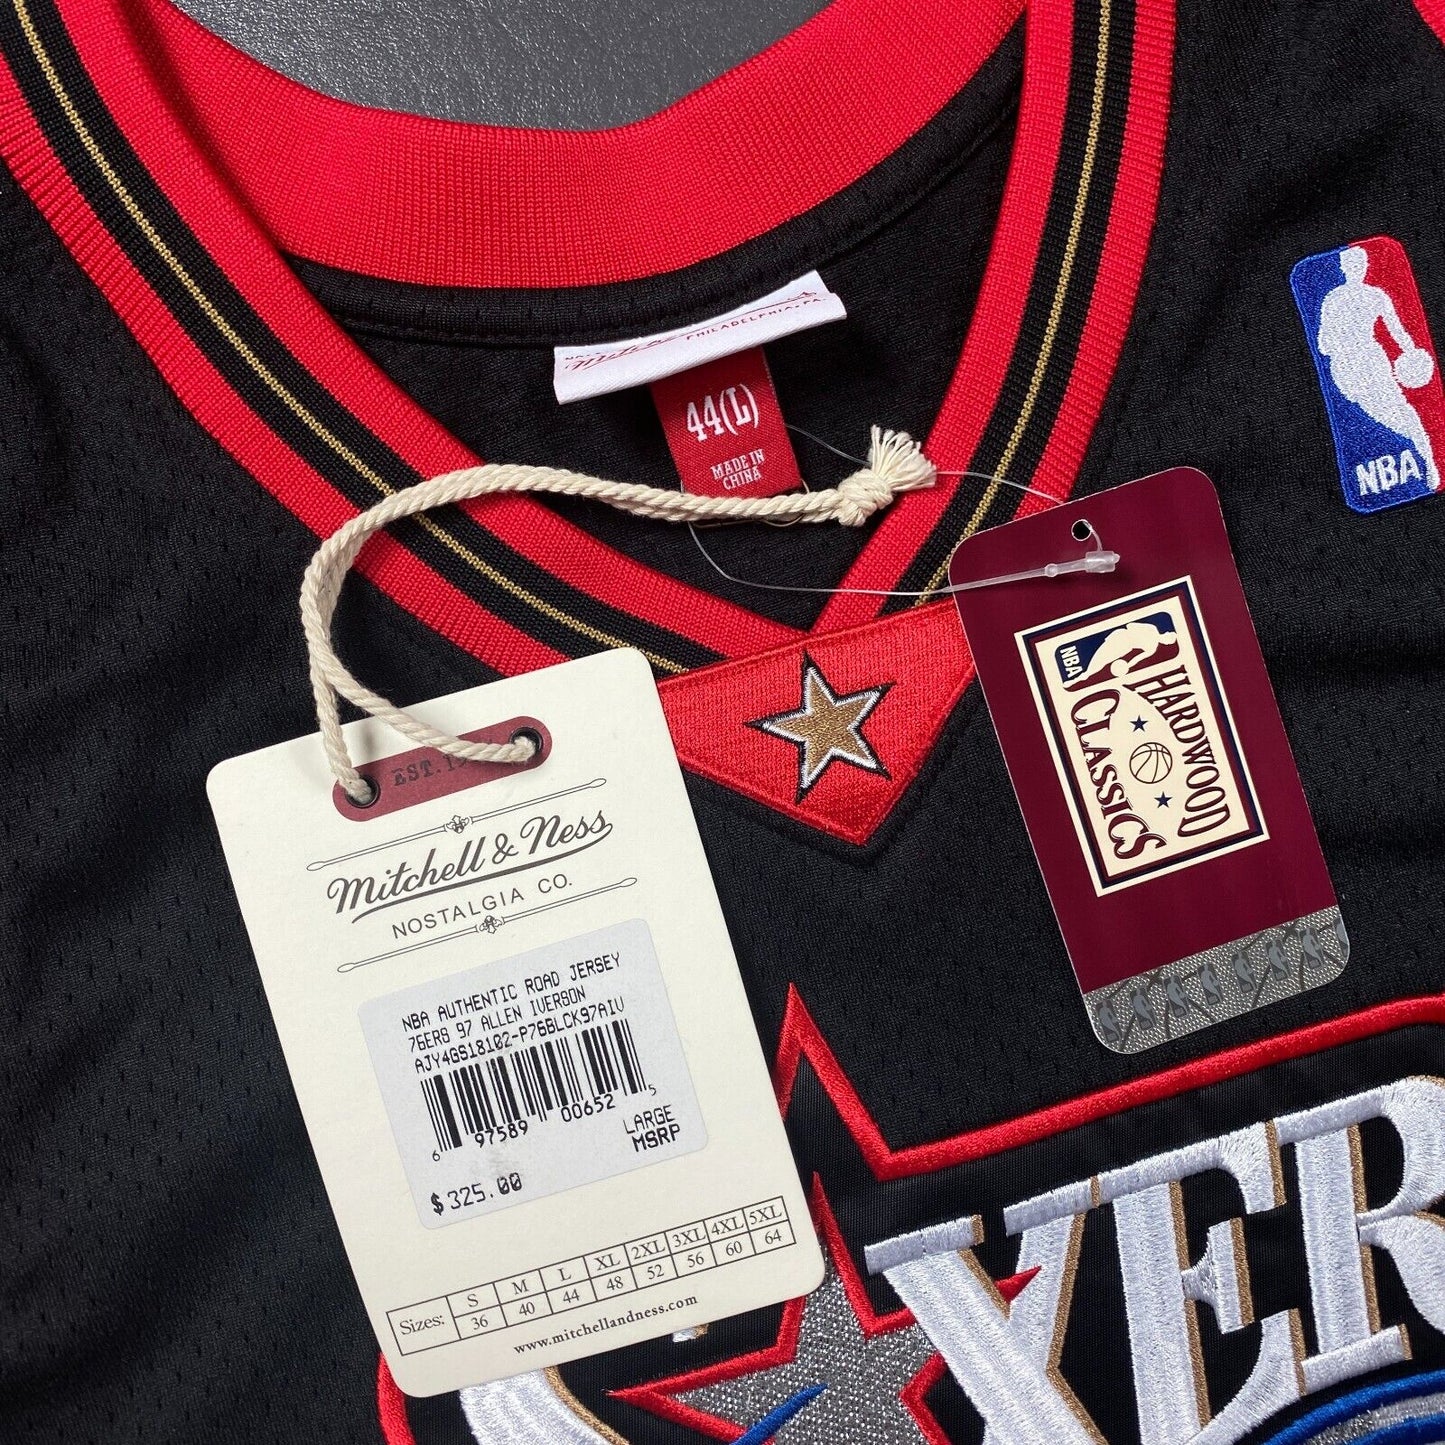 PHILADELPHIA, PA.
44(L)
MADE IN
CHINA
NBA
NBA
HARDWOOD
CLASSICS
EST.
Mitchell & Ness
NOSTALGIA CO.
NBA AUTHENTIC ROAD JERSEY
76ERS 97 ALLEN IVERSON
AJY4GS18102-P76BLCK97AIV
6 97589 00652 5
LARGE
MSRP
$325.00
Sizes: S M L XL 2XL 3XL 4XL 5XL
36 40 44 48 52 56 60 64
www.mitchellandness.com